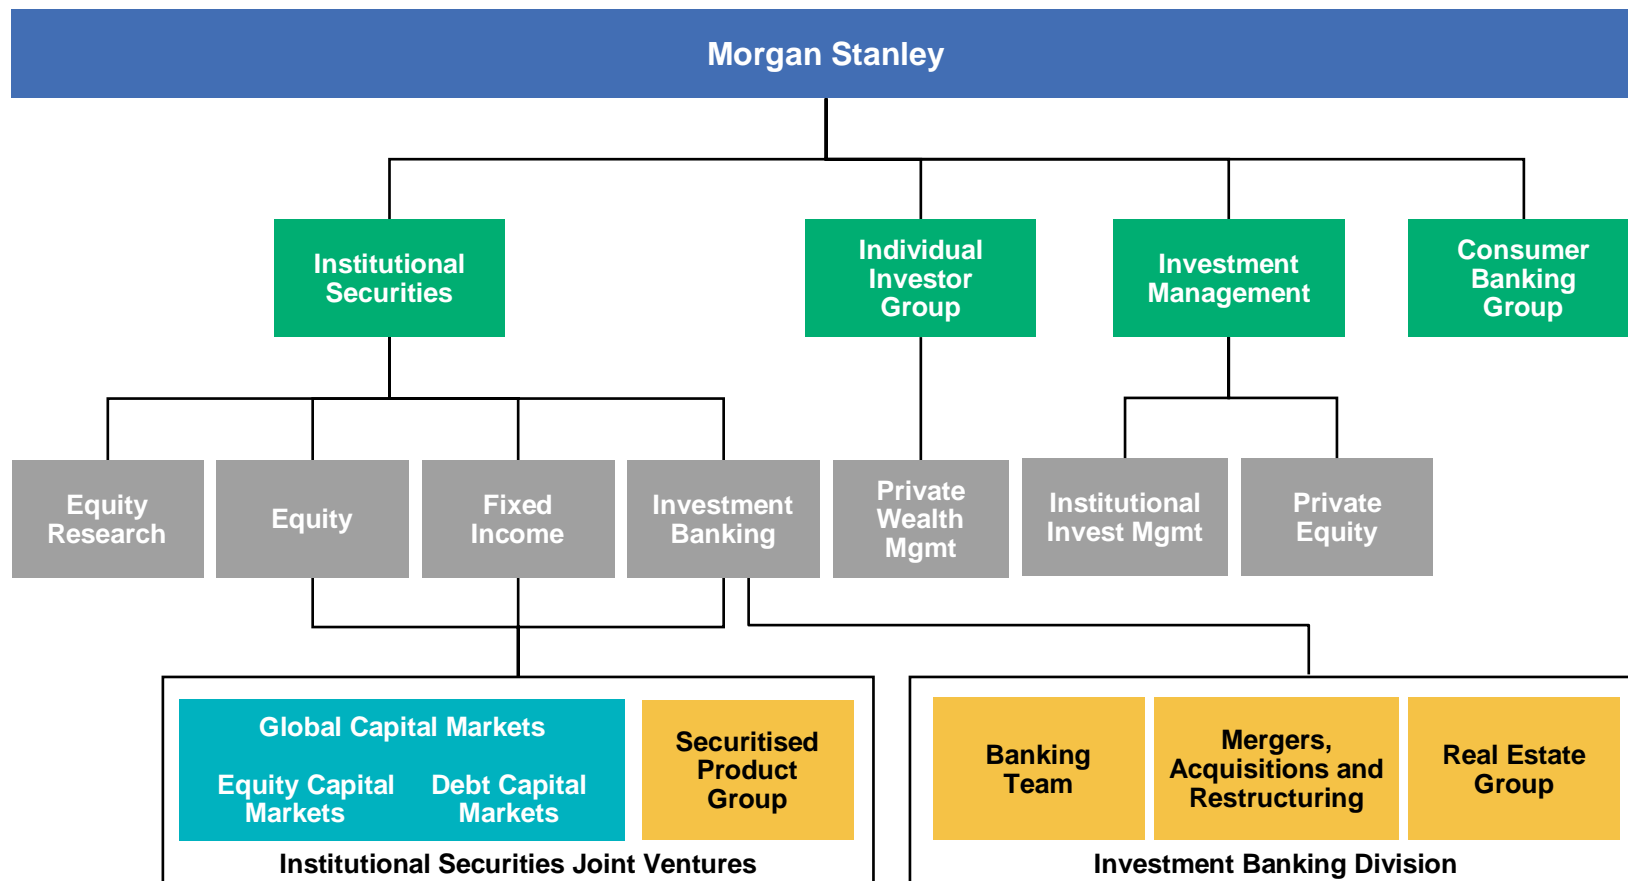 Morgan Stanley
Institutional
Securities
Individual
Investor
Group
Investment
Management
Consumer
Banking
Group
Equity
Research
Equity
Fixed
Income
Investment
Banking
Private
Wealth
Mgmt
Institutional
Invest Mgmt
Private
Equity
Global Capital Markets
Equity Capital
Markets
Debt Capital
Markets
Securitised
Product
Group
Institutional Securities Joint Ventures
Banking
Team
Mergers,
Acquisitions and
Restructuring
Real Estate
Group
Investment Banking Division